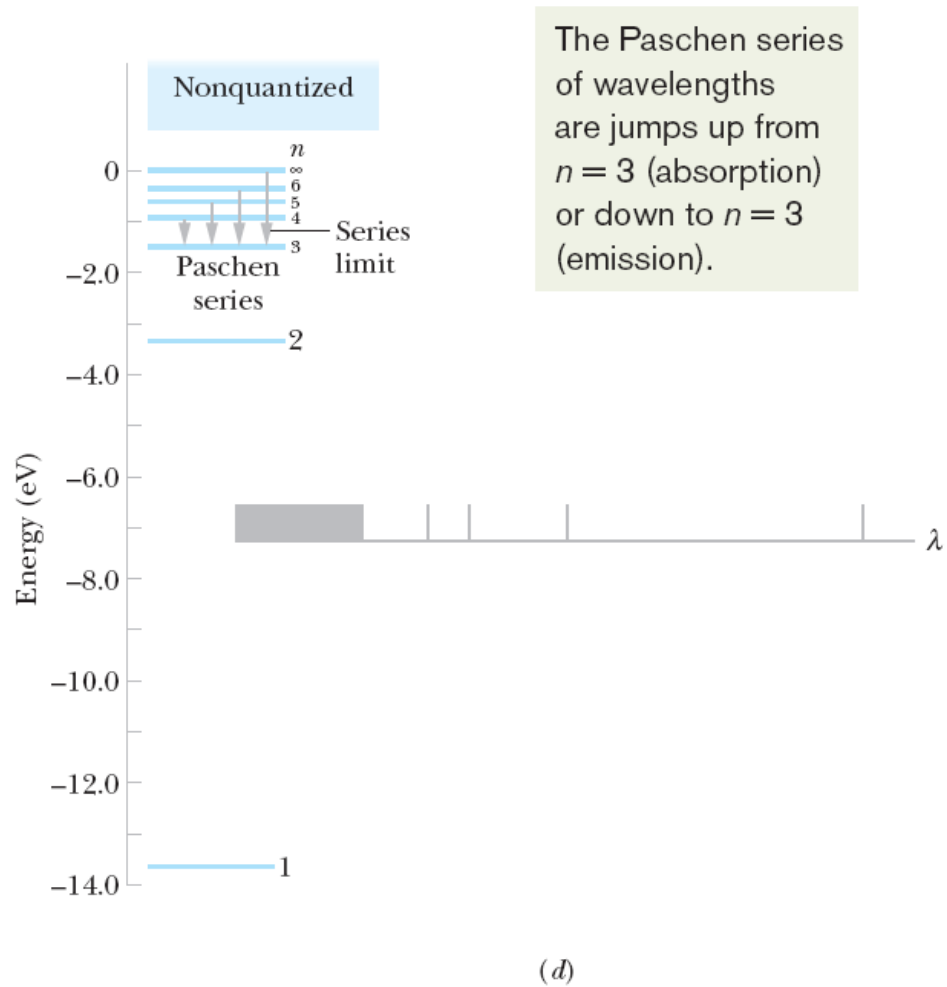 The Paschen series
of wavelengths
are jumps up from
n = 3 (absorption)
or down to n = 3
(emission).
Nonquantized
n
0
∞
6
5
4
3
Series
limit
Paschen
series
–2.0
2
–4.0
–6.0
Energy (eV)
λ
–8.0
–10.0
–12.0
1
–14.0
(d)